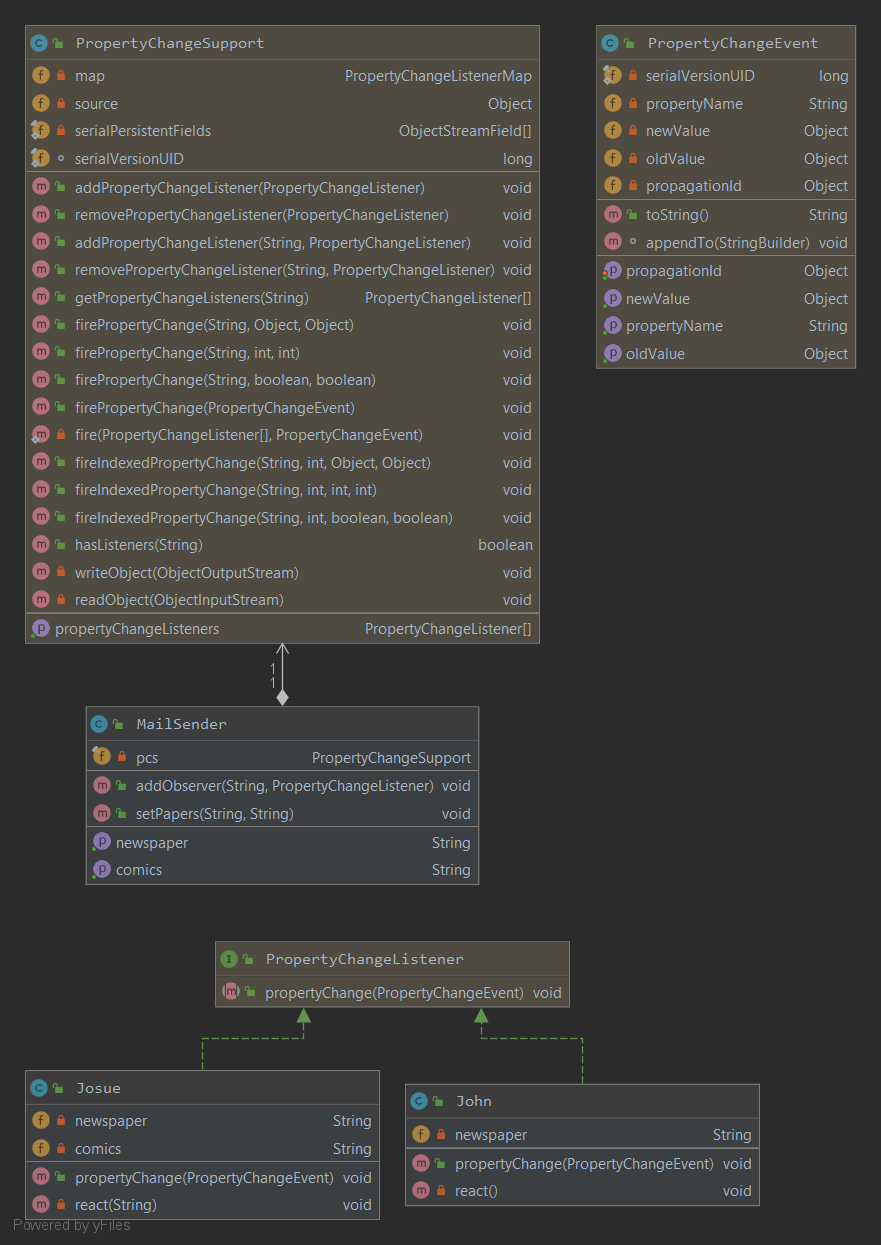 PropertyChangeSupport
map PropertyChangeListenerMap
source Object
serialPersistentFields ObjectStreamField[]
serialVersionUID long
addPropertyChangeListener(PropertyChangeListener) void
removePropertyChangeListener(PropertyChangeListener) void
addPropertyChangeListener(String, PropertyChangeListener) void
removePropertyChangeListener(String, PropertyChangeListener) void
getPropertyChangeListeners(String) PropertyChangeListener[]
firePropertyChange(String, Object, Object) void
firePropertyChange(String, int, int) void
firePropertyChange(String, boolean, boolean) void
firePropertyChange(PropertyChangeEvent) void
fire(PropertyChangeListener[], PropertyChangeEvent) void
fireIndexedPropertyChange(String, int, Object, Object) void
fireIndexedPropertyChange(String, int, int, int) void
fireIndexedPropertyChange(String, int, boolean, boolean) void
hasListeners(String) boolean
writeObject(ObjectOutputStream) void
readObject(ObjectInputStream) void
propertyChangeListeners PropertyChangeListener[]
PropertyChangeEvent
serialVersionUID long
propertyName String
newValue Object
oldValue Object
propagationId Object
toString() String
appendTo(StringBuilder) void
propagationId Object
newValue Object
propertyName String
oldValue Object
1
1
MailSender
pcs PropertyChangeSupport
addObserver(String, PropertyChangeListener) void
setPapers(String, String) void
newspaper String
comics String
PropertyChangeListener
propertyChange(PropertyChangeEvent) void
Josue
newspaper String
comics String
propertyChange(PropertyChangeEvent) void
react(String) void
John
newspaper String
propertyChange(PropertyChangeEvent) void
react() void
Powered by yFiles